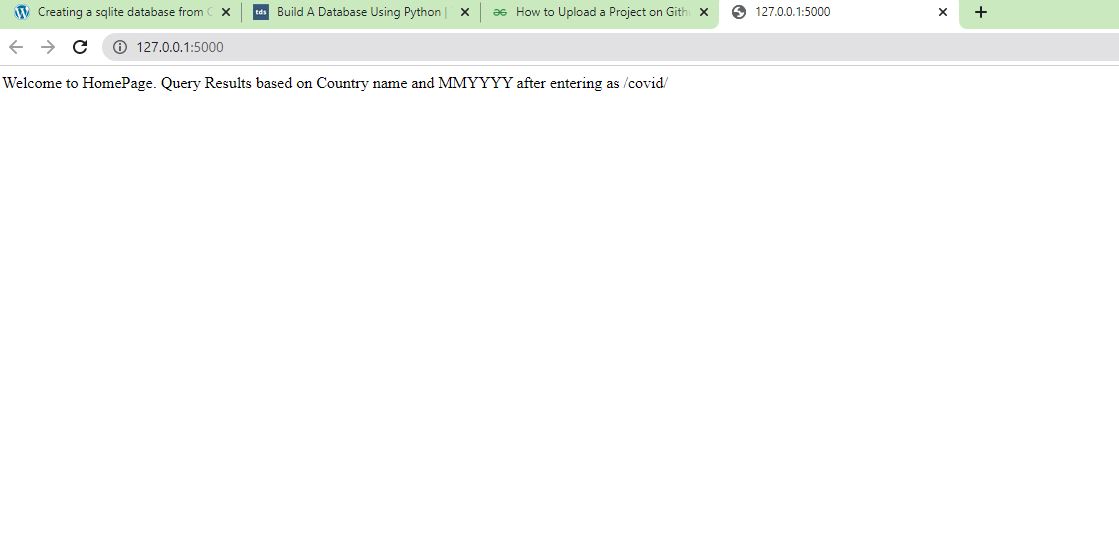 Creating a sqlite database from
tds Build A Database Using Python |
How to Upload a Project on Gith
127.0.0.1:5000
127.0.0.1:5000
Welcome to HomePage. Query Results based on Country name and MMYYYY after entering as /covid/